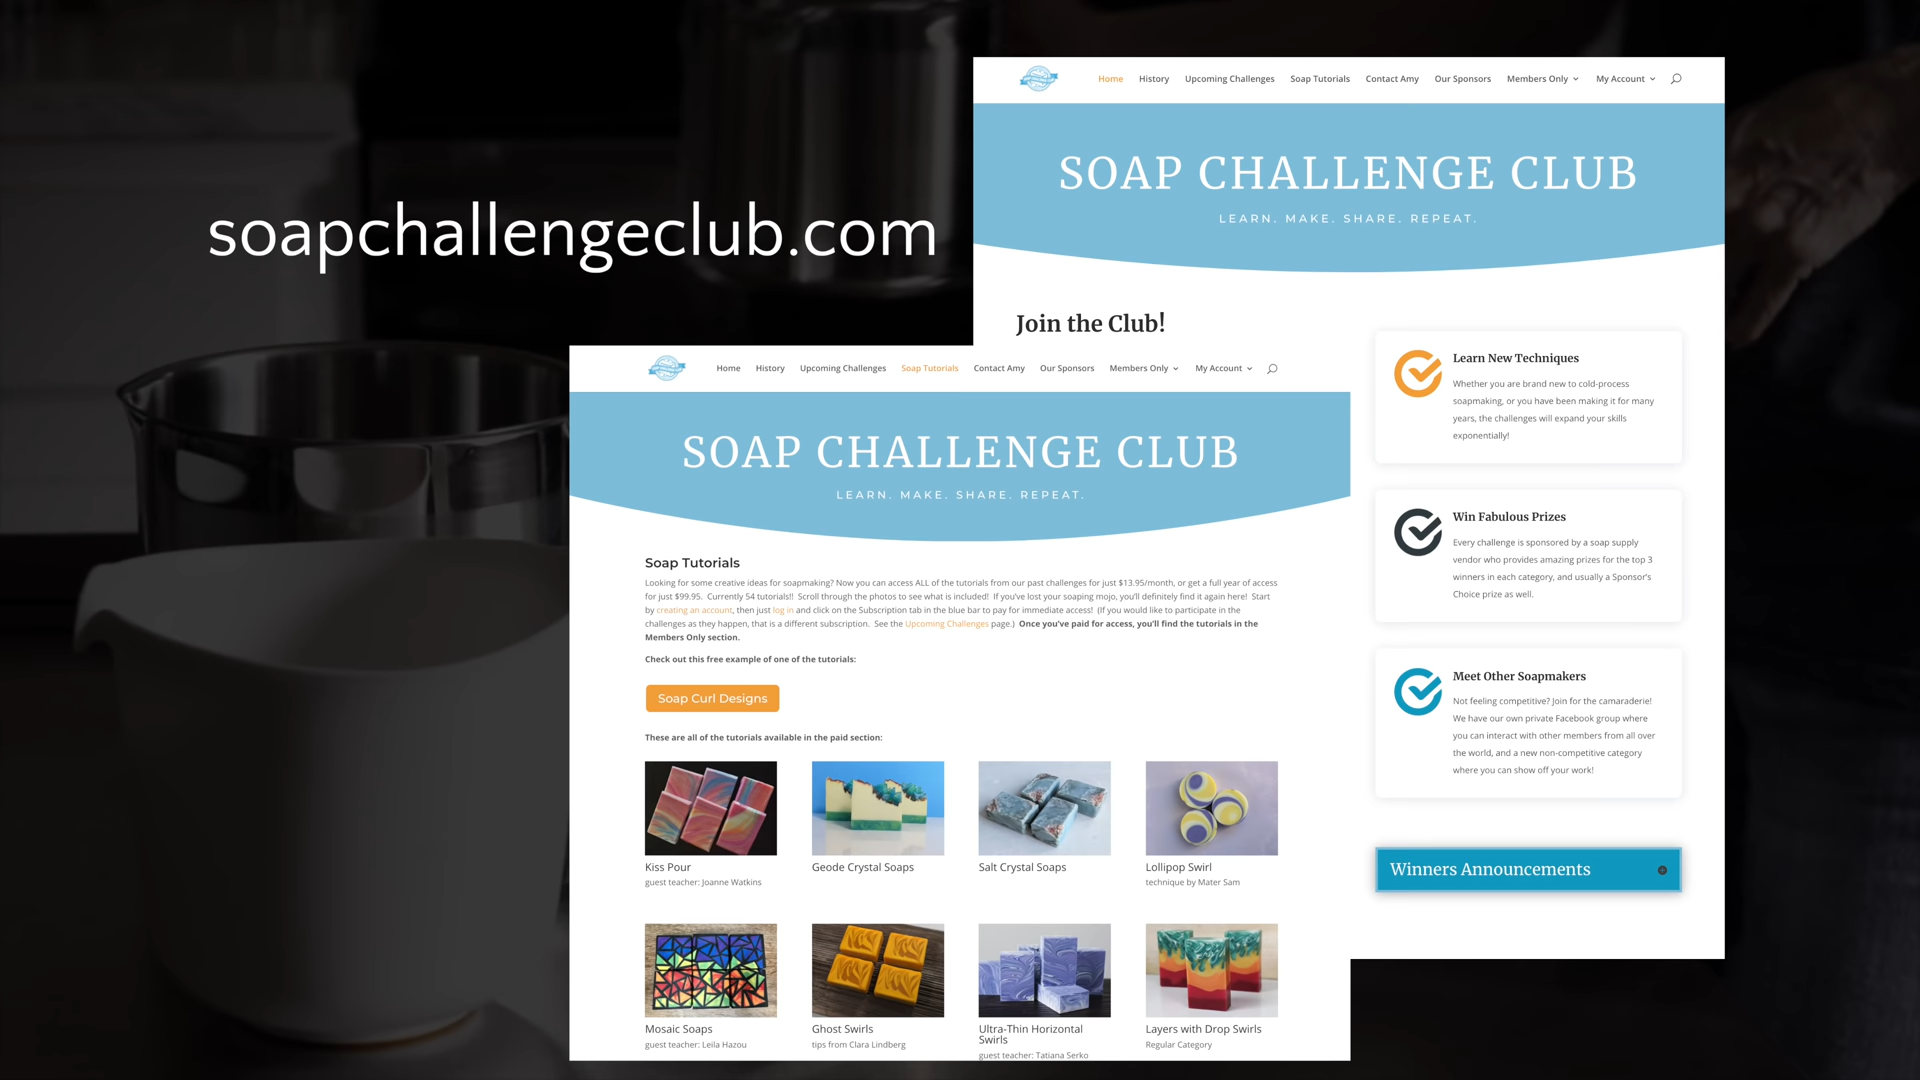 soapchallengeclub.com
Home History Upcoming Challenges Soap Tutorials Contact Amy Our Sponsors Members Only My Account
SOAP CHALLENGE CLUB
LEARN. MAKE. SHARE. REPEAT.
Join the Club!
Learn New Techniques
Whether you are brand new to cold-process
soapmaking, or you have been making it for many
years, the challenges will expand your skills
exponentially!
Win Fabulous Prizes
Every challenge is sponsored by a soap supply
vendor who provides amazing prizes for the top 3
winners in each category, and usually a Sponsor's
Choice prize as well.
Meet Other Soapmakers
Not feeling competitive? Join for the camaraderie!
We have our own private Facebook group where
you can interact with other members from all over
the world, and a new non-competitive category
where you can show off your work!
Winners Announcements
Home History Upcoming Challenges Soap Tutorials Contact Amy Our Sponsors Members Only My Account
SOAP CHALLENGE CLUB
LEARN. MAKE. SHARE. REPEAT.
Soap Tutorials
Looking for some creative ideas for soapmaking? Now you can access ALL of the tutorials from our past challenges for just $13.95/month, or get a full year of access
for just $99.95. Currently 54 tutorials!! Scroll through the photos to see what is included! If you've lost your soaping mojo, you'll definitely find it again here! Start
by creating an account, then just log in and click on the Subscription tab in the blue bar to pay for immediate access! (If you would like to participate in the
challenges as they happen, that is a different subscription. See the Upcoming Challenges page.) Once you've paid for access, you'll find the tutorials in the
Members Only section.
Check out this free example of one of the tutorials:
Soap Curl Designs
These are all of the tutorials available in the paid section:
Kiss Pour
guest teacher: Joanne Watkins
Geode Crystal Soaps
Salt Crystal Soaps
Lollipop Swirl
technique by Mater Sam
Mosaic Soaps
guest teacher: Leila Hazou
Ghost Swirls
tips from Clara Lindberg
Ultra-Thin Horizontal
Swirls
guest teacher: Tatiana Serko
Layers with Drop Swirls
Regular Category